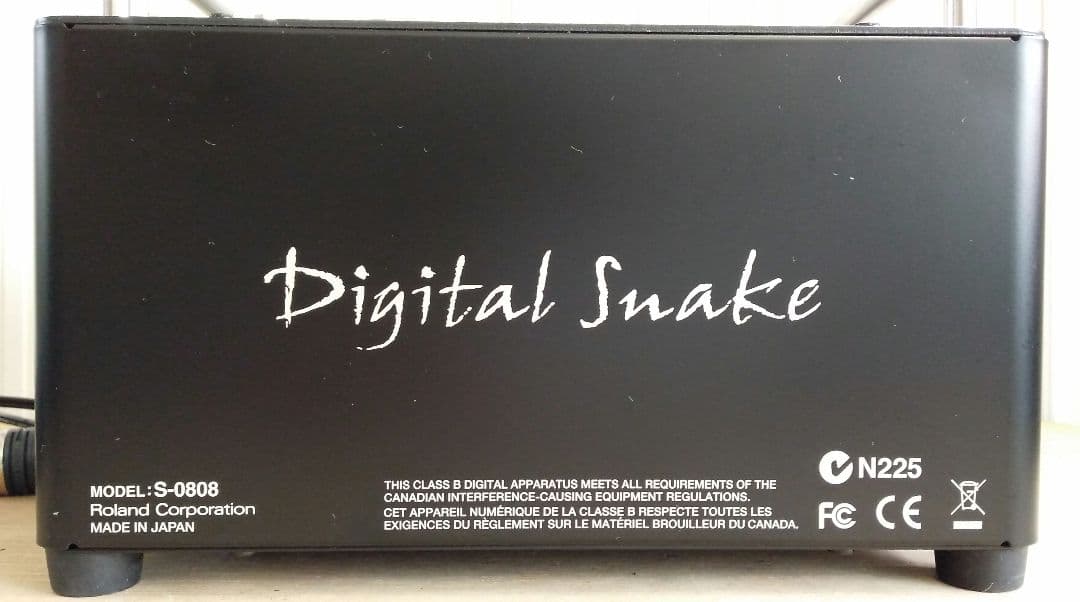 Digital Snake
MODEL: S-0808
Roland Corporation
MADE IN JAPAN
THIS CLASS B DIGITAL APPARATUS MEETS ALL REQUIREMENTS OF THE
CANADIAN INTERFERENCE-CAUSING EQUIPMENT REGULATIONS.
CET APPAREIL NUMÉRIQUE DE LA CLASSE B RESPECTE TOUTES LES
EXIGENCES DU RÈGLEMENT SUR LE MATÉRIEL BROUILLEUR DU CANADA.
N225
FC CE